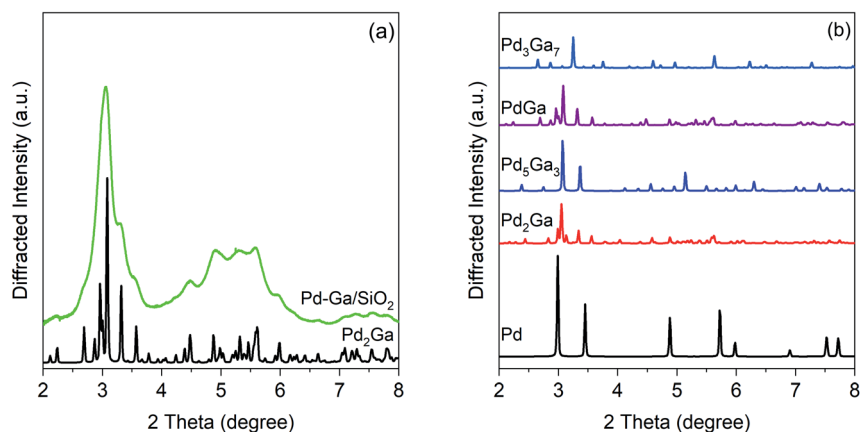 (a)
Diffracted Intensity (a.u.)
Pd-Ga/SiO₂
Pd₂Ga
2 3 4 5 6 7 8
2 Theta (degree)
(b)
Diffracted Intensity (a.u.)
Pd₃Ga₇
PdGa
Pd₅Ga₃
Pd₂Ga
Pd
2 3 4 5 6 7 8
2 Theta (degree)